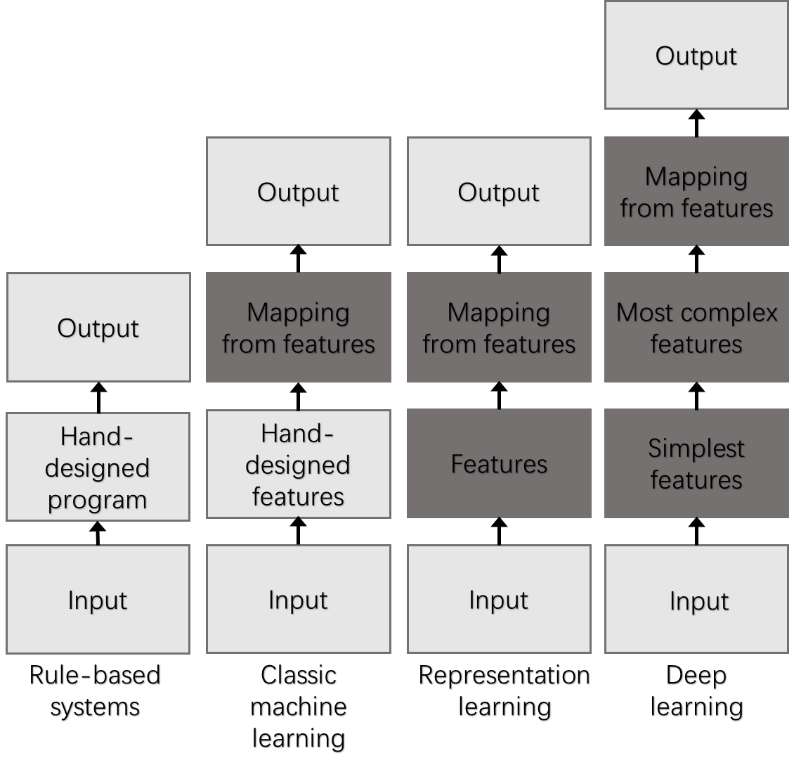 Output
Mapping
from features
Most complex
features
Simplest
features
Input
Deep
learning
Output
Mapping
from features
Features
Input
Representation
learning
Output
Mapping
from features
Hand-
designed
features
Input
Classic
machine
learning
Output
Hand-
designed
program
Input
Rule-based
systems